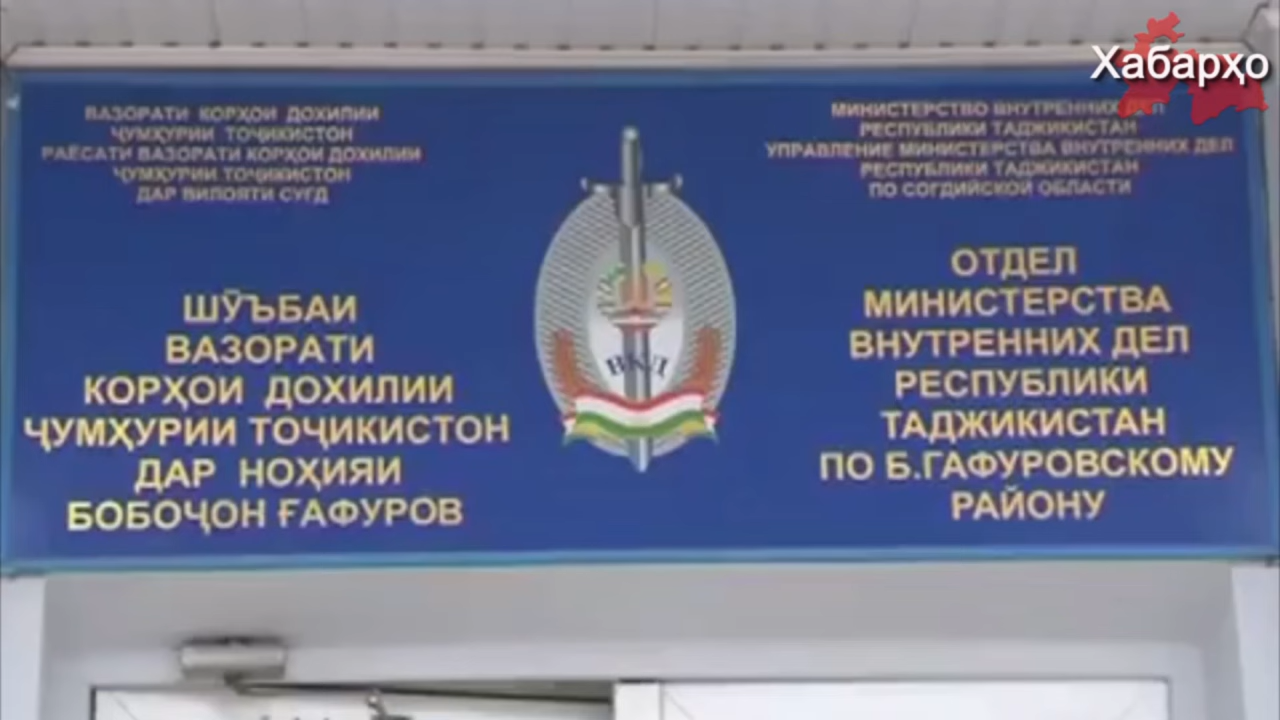 Хабарҳо
ВАЗОРАТИ КОРҲОИ ДОХИЛИИ
ҶУМҲУРИИ ТОҶИКИСТОН
РАЁСАТИ ВАЗОРАТИ КОРҲОИ ДОХИЛИИ
ҶУМҲУРИИ ТОҶИКИСТОН
ДАР ВИЛОЯТИ СУҒД
ШӮЪБАИ
ВАЗОРАТИ
КОРҲОИ ДОХИЛИИ
ҶУМҲУРИИ ТОҶИКИСТОН
ДАР НОҲИЯИ
БОБОҶОН ҒАФУРОВ
ВКД
МИНИСТЕРСТВО ВНУТРЕННИХ ДЕЛ
РЕСПУБЛИКИ ТАДЖИКИСТАН
УПРАВЛЕНИЕ МИНИСТЕРСТВА ВНУТРЕННИХ ДЕЛ
РЕСПУБЛИКИ ТАДЖИКИСТАН
ПО СОГДИЙСКОЙ ОБЛАСТИ
ОТДЕЛ
МИНИСТЕРСТВА
ВНУТРЕННИХ ДЕЛ
РЕСПУБЛИКИ
ТАДЖИКИСТАН
ПО Б.ГАФУРОВСКОМУ
РАЙОНУ